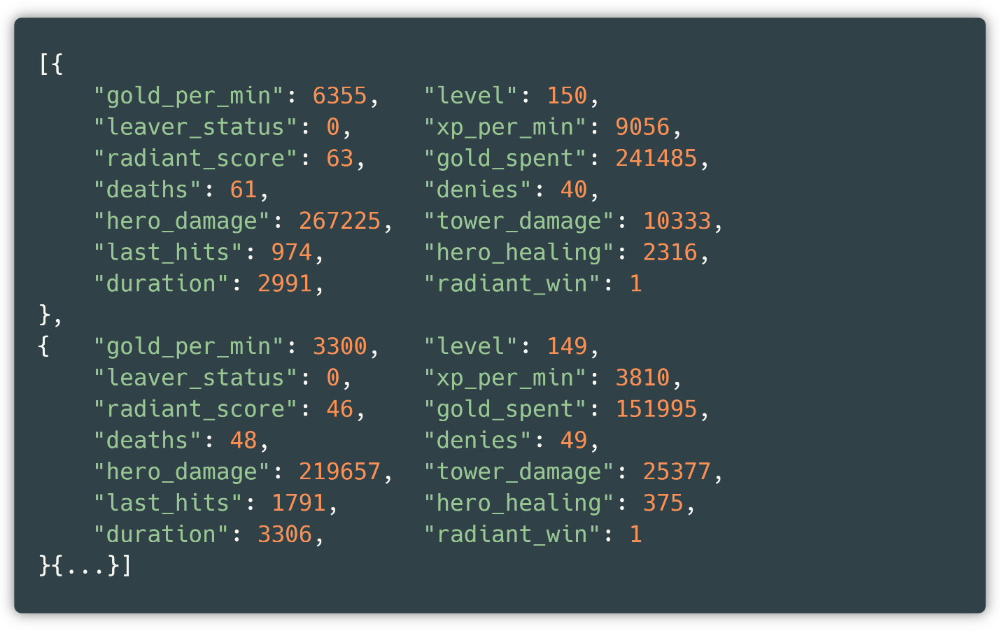 [{
    "gold_per_min": 6355,   "level": 150,
    "leaver_status": 0,     "xp_per_min": 9056,
    "radiant_score": 63,    "gold_spent": 241485,
    "deaths": 61,           "denies": 40,
    "hero_damage": 267225,  "tower_damage": 10333,
    "last_hits": 974,       "hero_healing": 2316,
    "duration": 2991,       "radiant_win": 1
},
{   "gold_per_min": 3300,   "level": 149,
    "leaver_status": 0,     "xp_per_min": 3810,
    "radiant_score": 46,    "gold_spent": 151995,
    "deaths": 48,           "denies": 49,
    "hero_damage": 219657,  "tower_damage": 25377,
    "last_hits": 1791,      "hero_healing": 375,
    "duration": 3306,       "radiant_win": 1
}{...}]